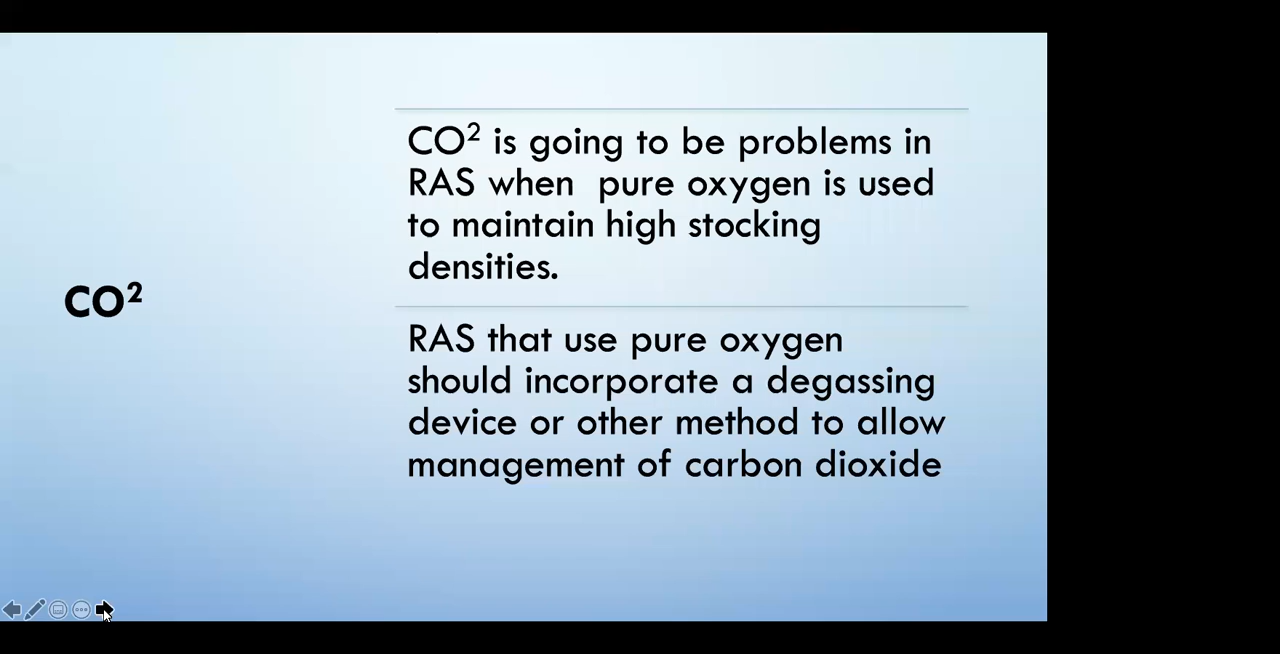 CO²
CO² is going to be problems in
RAS when  pure oxygen is used
to maintain high stocking
densities.
RAS that use pure oxygen
should incorporate a degassing
device or other method to allow
management of carbon dioxide